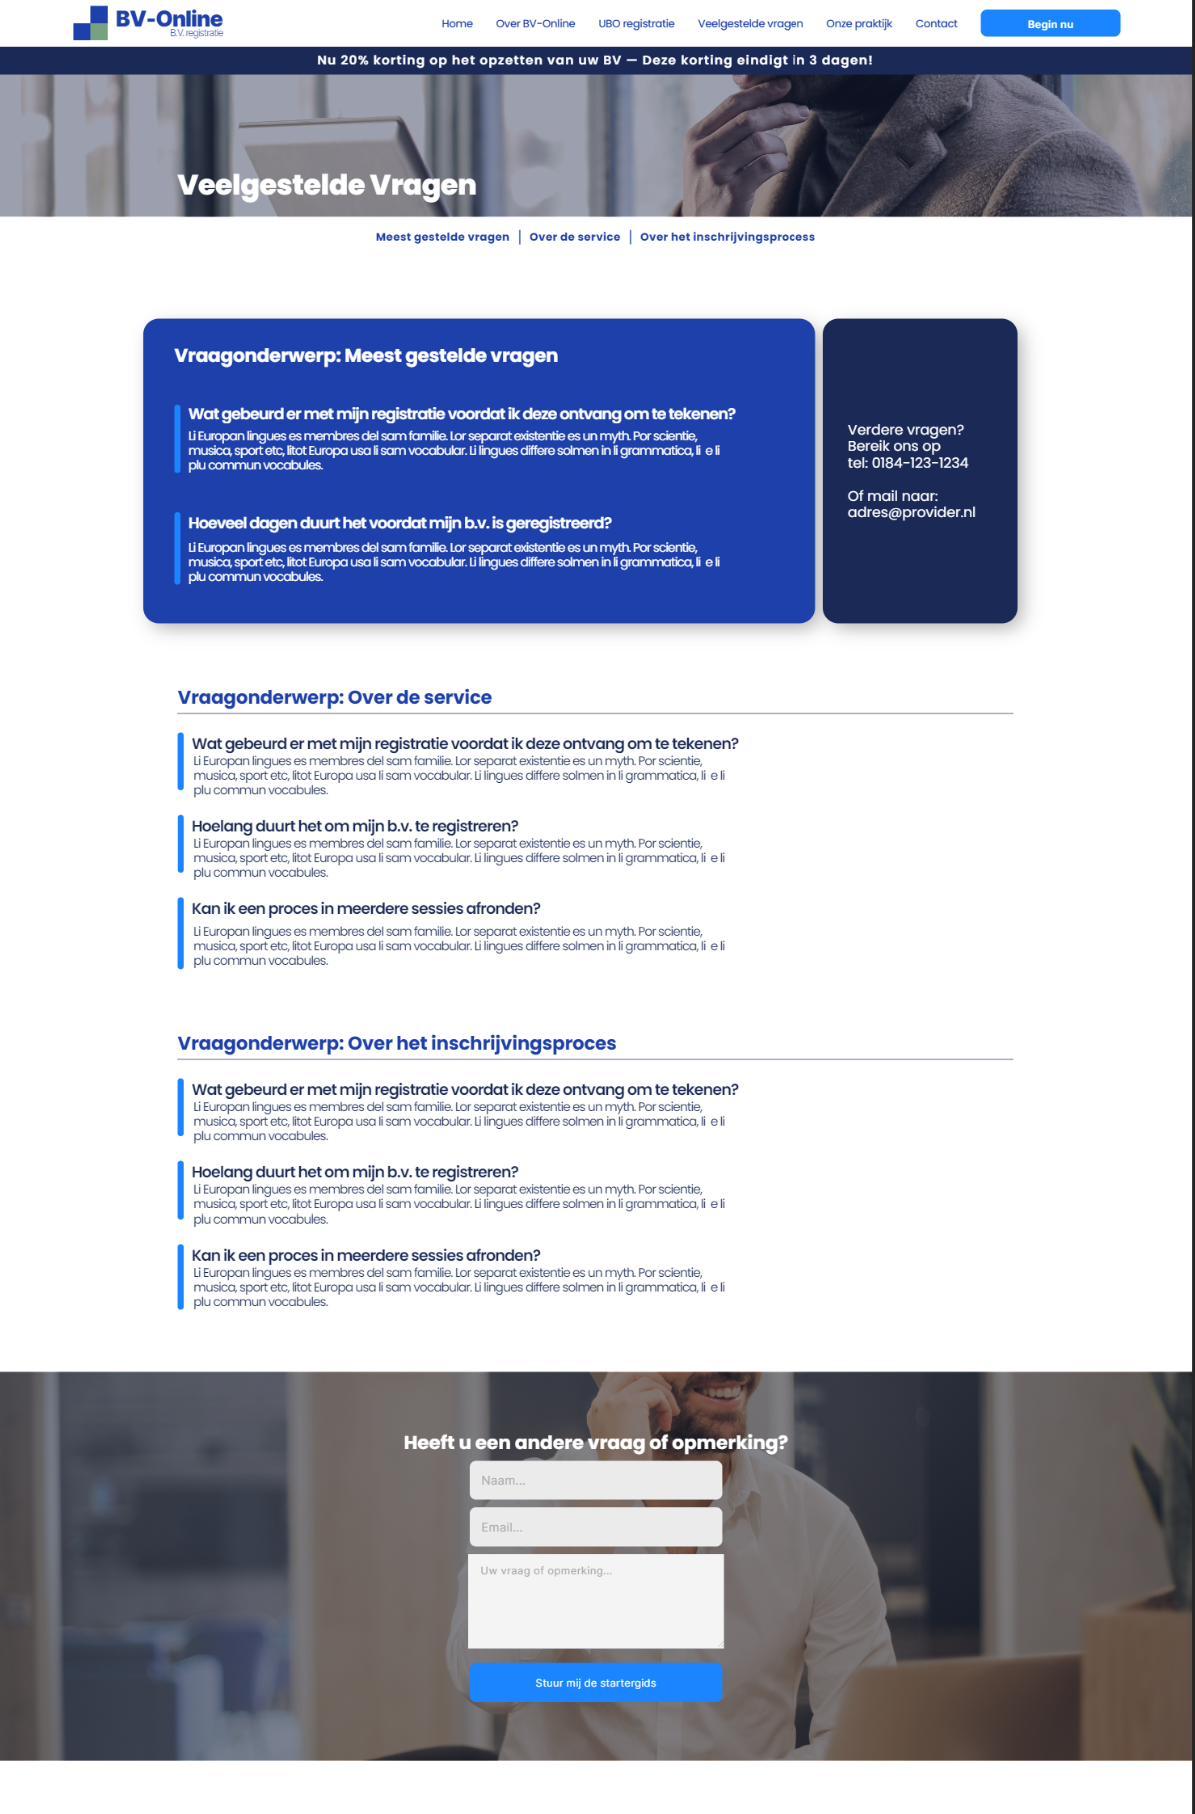 BV-Online
B.V. registratie
Home Over BV-Online UBO registratie Veelgestelde vragen Onze praktijk Contact Begin nu
Nu 20% korting op het opzetten van uw BV — Deze korting eindigt in 3 dagen!
Veelgestelde Vragen
Meest gestelde vragen | Over de service | Over het inschrijvingsprocess
Vraagonderwerp: Meest gestelde vragen
Wat gebeurd er met mijn registratie voordat ik deze ontvang om te tekenen?
Li Europan lingues es membres del sam familie. Lor separat existentie es un myth. Por scientie,
musica, sport etc, litot Europa usa li sam vocabular. Li lingues differe solmen in li grammatica, li e li
plu commun vocabules.
Hoeveel dagen duurt het voordat mijn b.v. is geregistreerd?
Li Europan lingues es membres del sam familie. Lor separat existentie es un myth. Por scientie,
musica, sport etc, litot Europa usa li sam vocabular. Li lingues differe solmen in li grammatica, li e li
plu commun vocabules.
Verdere vragen?
Bereik ons op
tel: 0184-123-1234
Of mail naar:
adres@provider.nl
Vraagonderwerp: Over de service
Wat gebeurd er met mijn registratie voordat ik deze ontvang om te tekenen?
Li Europan lingues es membres del sam familie. Lor separat existentie es un myth. Por scientie,
musica, sport etc, litot Europa usa li sam vocabular. Li lingues differe solmen in li grammatica, li e li
plu commun vocabules.
Hoelang duurt het om mijn b.v. te registreren?
Li Europan lingues es membres del sam familie. Lor separat existentie es un myth. Por scientie,
musica, sport etc, litot Europa usa li sam vocabular. Li lingues differe solmen in li grammatica, li e li
plu commun vocabules.
Kan ik een proces in meerdere sessies afronden?
Li Europan lingues es membres del sam familie. Lor separat existentie es un myth. Por scientie,
musica, sport etc, litot Europa usa li sam vocabular. Li lingues differe solmen in li grammatica, li e li
plu commun vocabules.
Vraagonderwerp: Over het inschrijvingsproces
Wat gebeurd er met mijn registratie voordat ik deze ontvang om te tekenen?
Li Europan lingues es membres del sam familie. Lor separat existentie es un myth. Por scientie,
musica, sport etc, litot Europa usa li sam vocabular. Li lingues differe solmen in li grammatica, li e li
plu commun vocabules.
Hoelang duurt het om mijn b.v. te registreren?
Li Europan lingues es membres del sam familie. Lor separat existentie es un myth. Por scientie,
musica, sport etc, litot Europa usa li sam vocabular. Li lingues differe solmen in li grammatica, li e li
plu commun vocabules.
Kan ik een proces in meerdere sessies afronden?
Li Europan lingues es membres del sam familie. Lor separat existentie es un myth. Por scientie,
musica, sport etc, litot Europa usa li sam vocabular. Li lingues differe solmen in li grammatica, li e li
plu commun vocabules.
Heeft u een andere vraag of opmerking?
Naam...
Email...
Uw vraag of opmerking...
Stuur mij de startergids